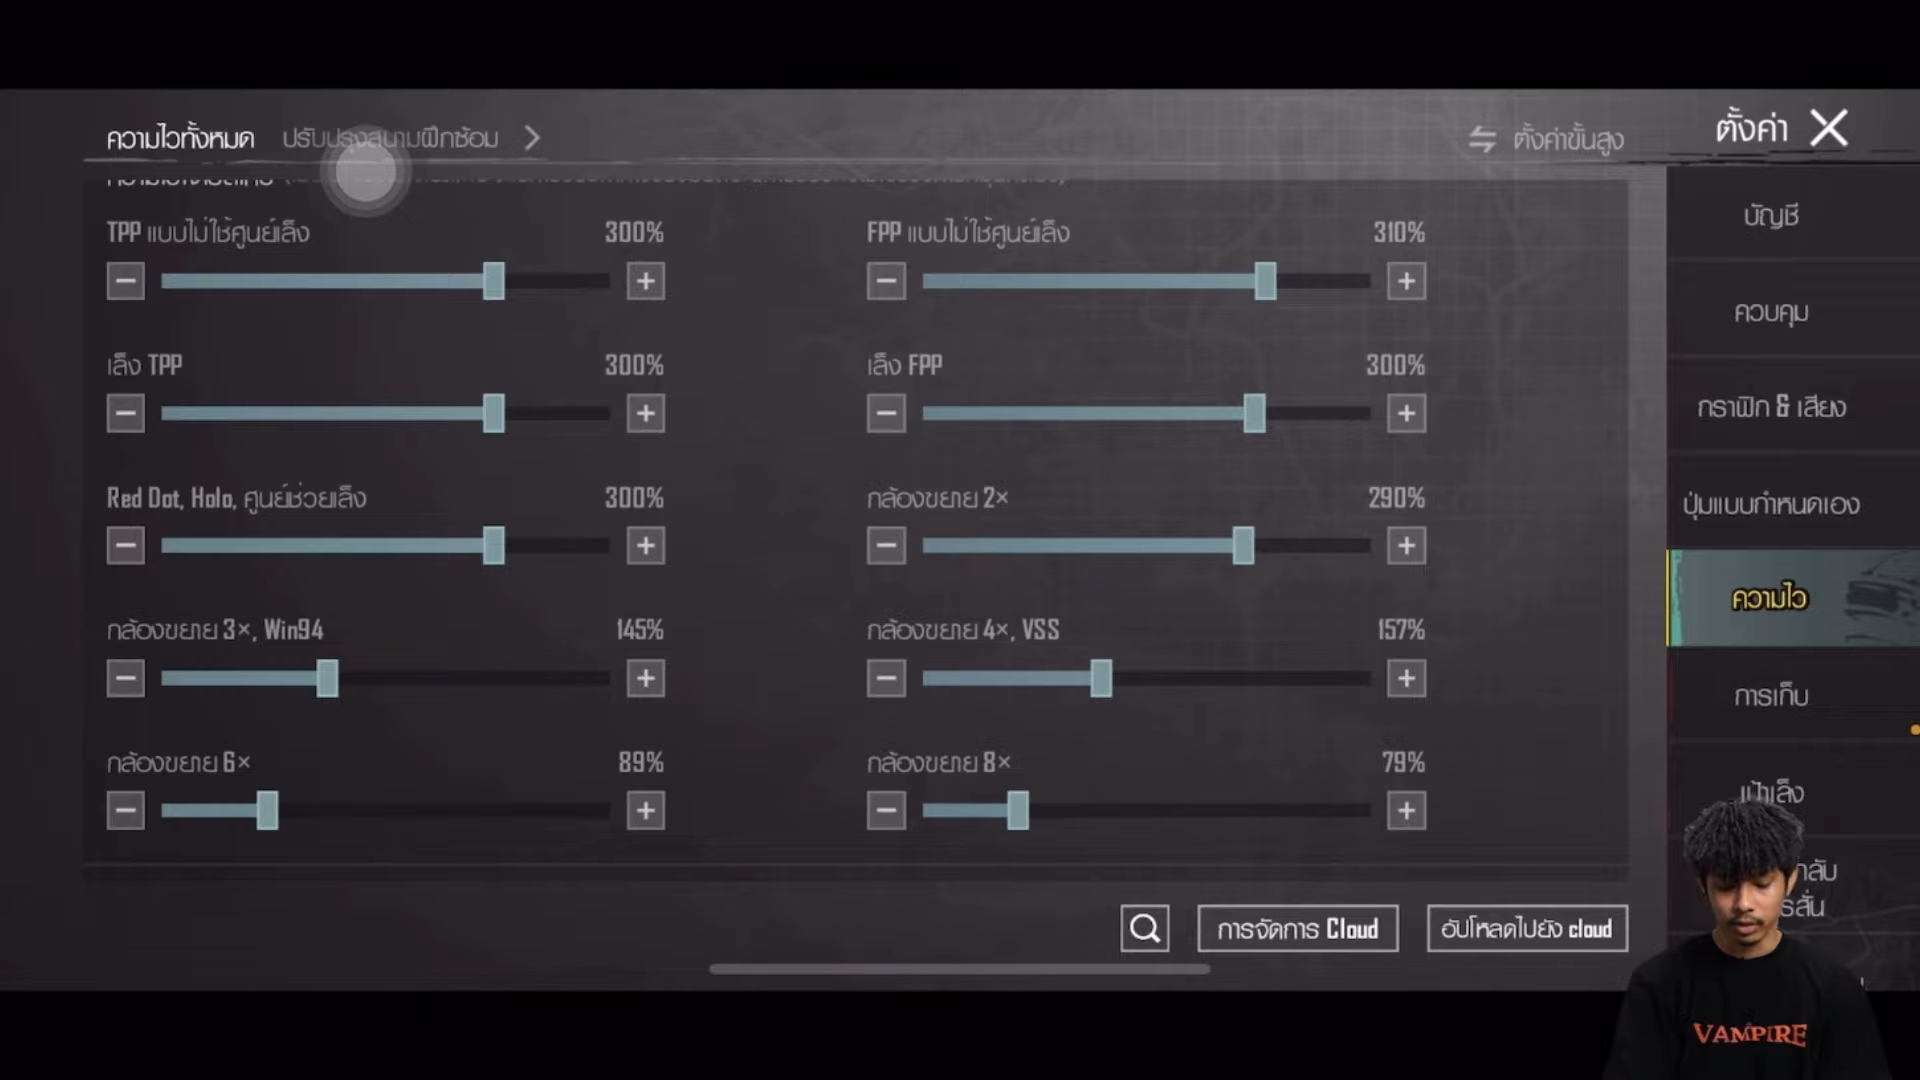 ความไวทั้งหมด ปรับปรุงสนามฝึกซ้อม
ตั้งค่าขั้นสูง
ตั้งค่า
TPP แบบไม่ใช้ศูนย์เล็ง 300%
FPP แบบไม่ใช้ศูนย์เล็ง 310%
เล็ง TPP 300%
เล็ง FPP 300%
Red Dot, Holo, ศูนย์ช่วยเล็ง 300%
กล้องขยาย 2× 290%
กล้องขยาย 3×, Win94 145%
กล้องขยาย 4×, VSS 157%
กล้องขยาย 6× 89%
กล้องขยาย 8× 79%
การจัดการ Cloud
อัปโหลดไปยัง cloud
บัญชี
ควบคุม
กราฟิก & เสียง
ปุ่มแบบกำหนดเอง
ความไว
การเก็บ
เป้าเล็ง
VAMPIRE